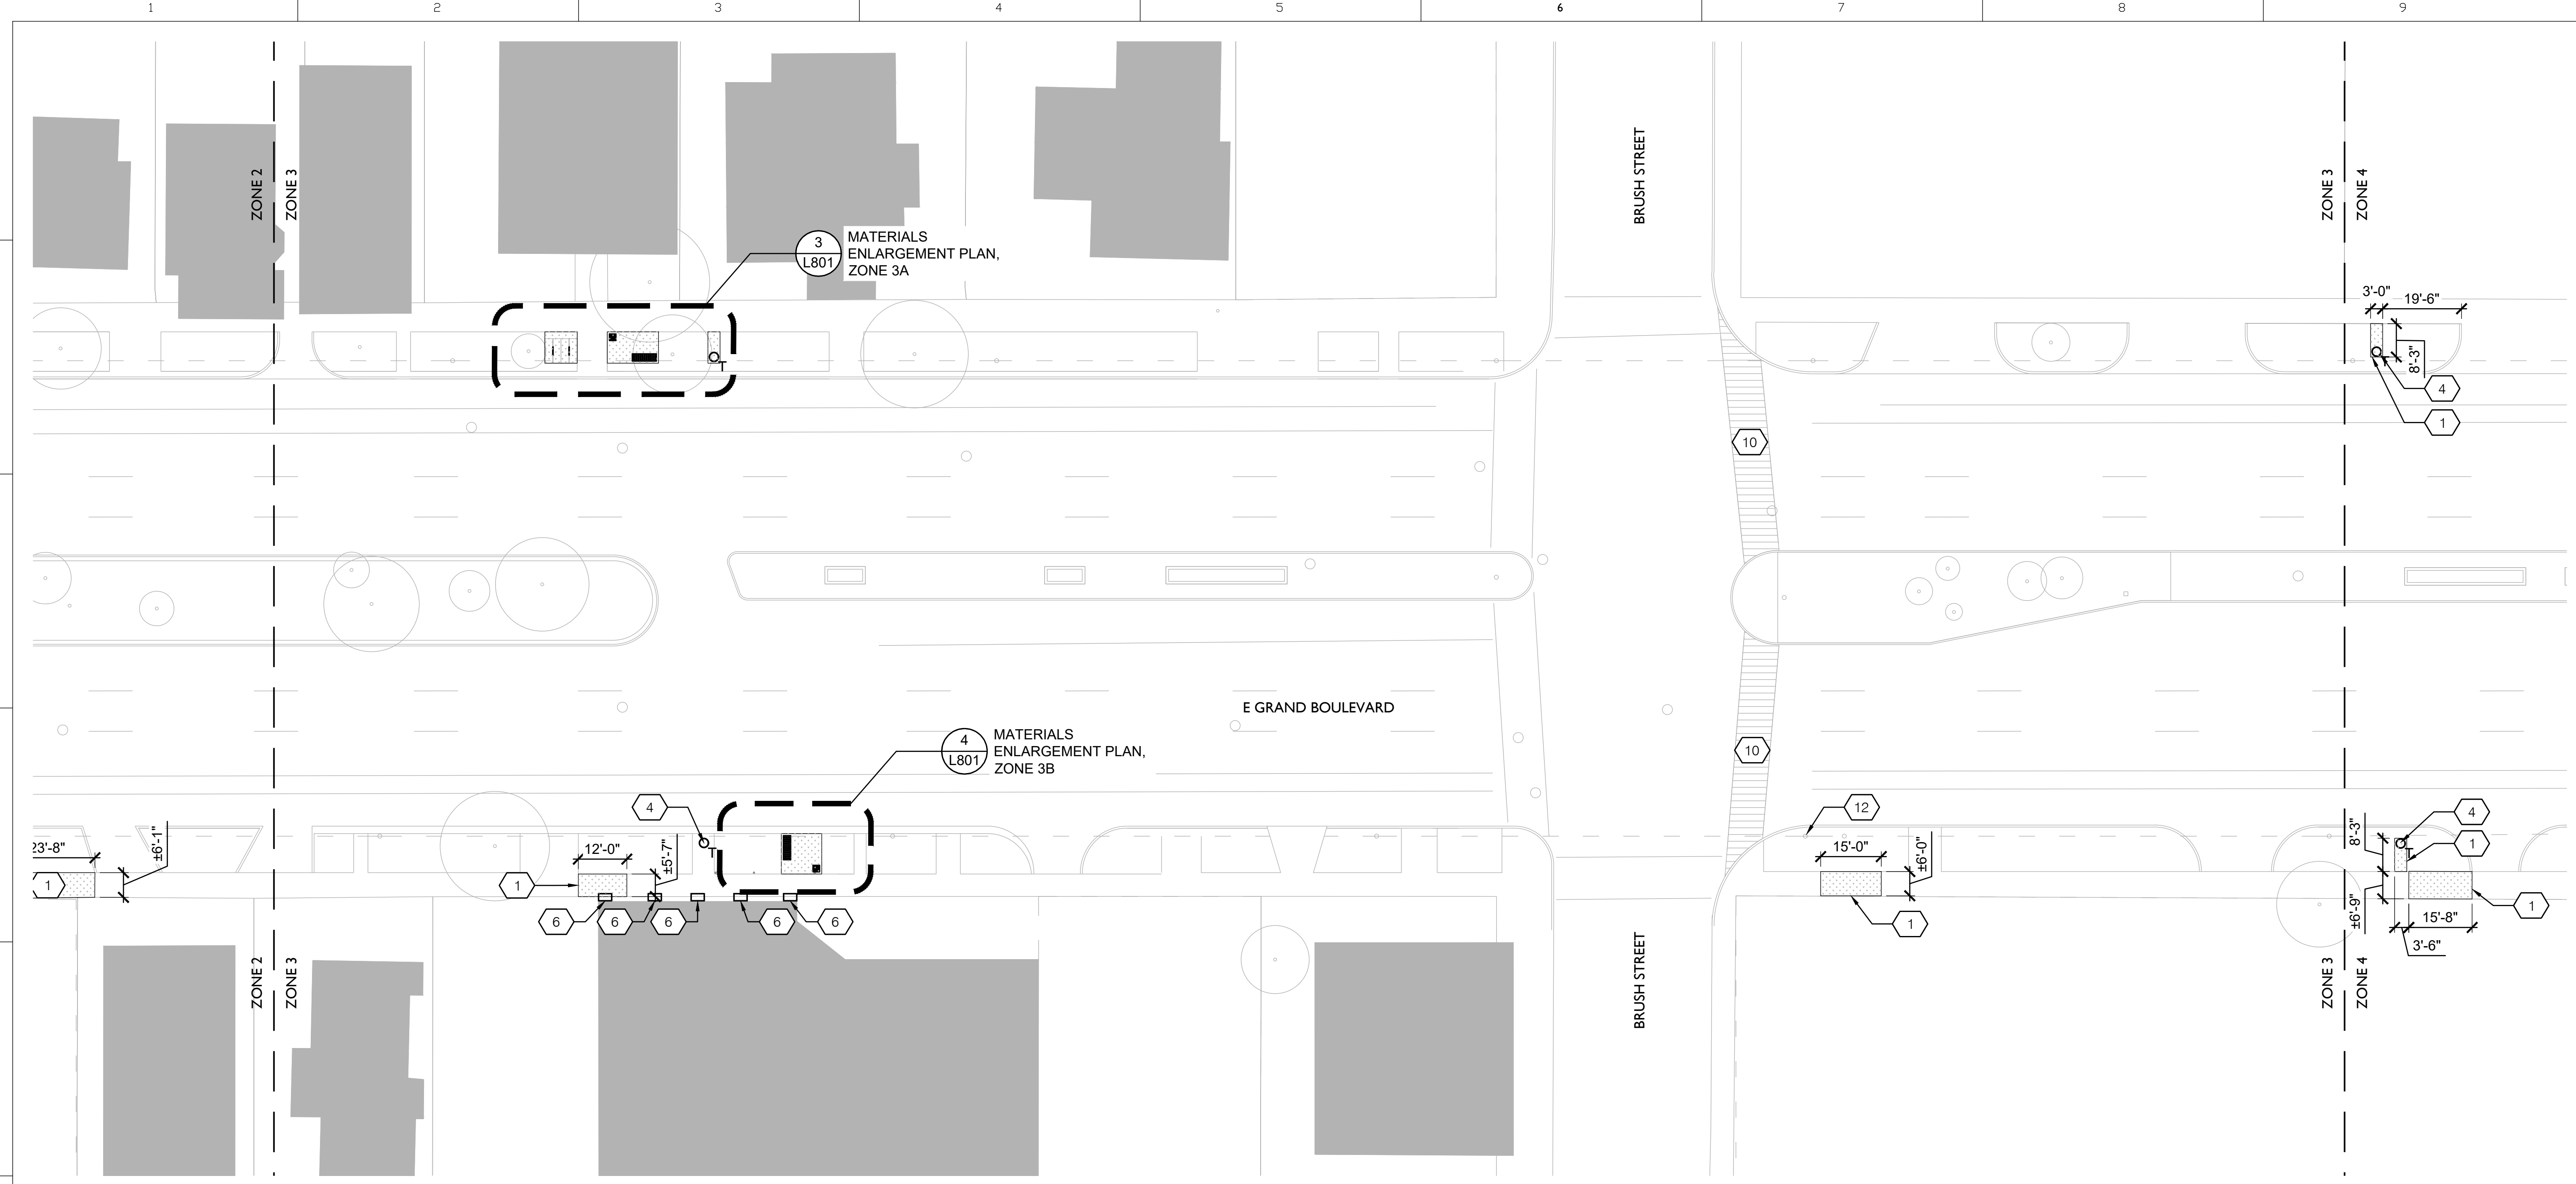 1
2
3
4
5
6
7
8
9
ZONE 2
ZONE 3
BRUSH STREET
ZONE 3
ZONE 4
3
L801
MATERIALS
ENLARGEMENT PLAN,
ZONE 3A
T
3'-0"
19'-6"
8'-3"
T
4
1
10
E GRAND BOULEVARD
4
L801
MATERIALS
ENLARGEMENT PLAN,
ZONE 3B
10
4
T
12
23'-8"
±6'-1"
1
12'-0"
±5'-7"
1
6
6
6
6
6
15'-0"
±6'-0"
1
8'-3"
4
1
T
±6'-9"
15'-8"
3'-6"
1
ZONE 2
ZONE 3
BRUSH STREET
ZONE 3
ZONE 4